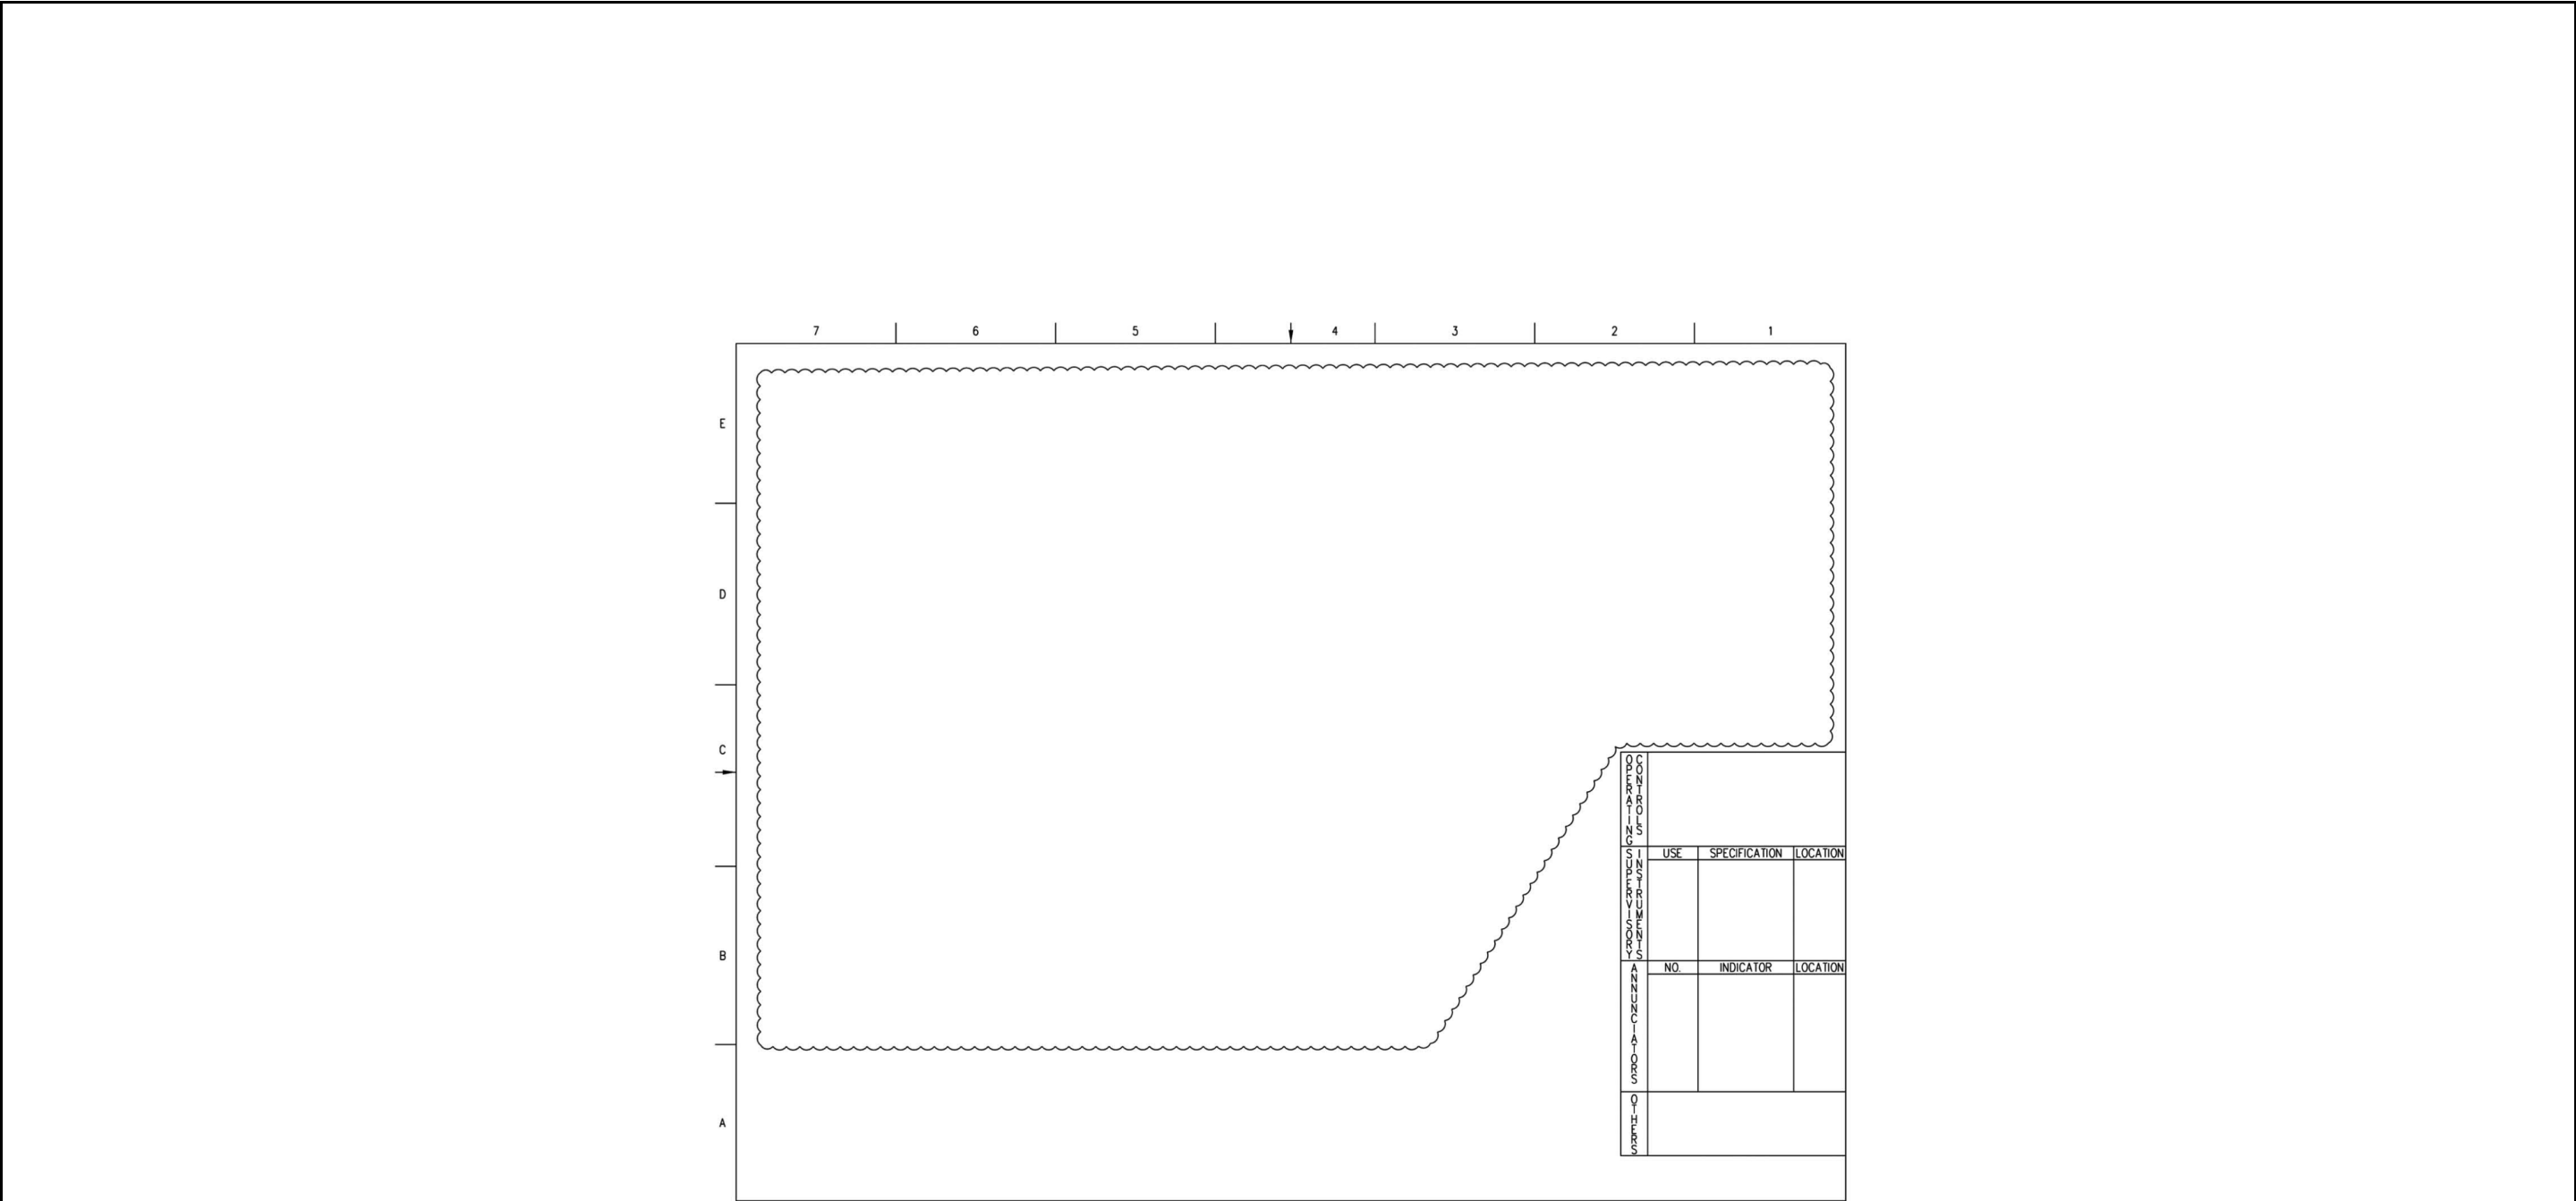 7 6 5 4 3 2 1
E
D
C
B
A
OPERATING
CONTROLS
SUPERVISORY
INSTRUMENTS
USE SPECIFICATION LOCATION
ANNUNCIATORS
NO. INDICATOR LOCATION
OTHERS